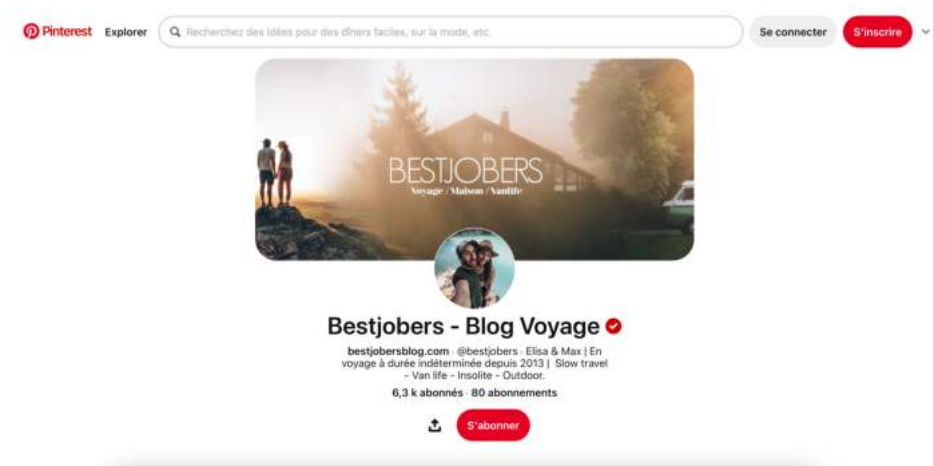 Pinterest Explorer Recherchez des idées pour des dîners faciles, sur la mode, etc. Se connecter S'inscrire
BESTJOBERS
Voyage / Maison / Vanlife
Bestjobers - Blog Voyage
bestjobersblog.com · @bestjobers · Elisa & Max | En
voyage à durée indéterminée depuis 2013 | Slow travel
- Van life - Insolite - Outdoor.
6,3 k abonnés · 80 abonnements
S'abonner